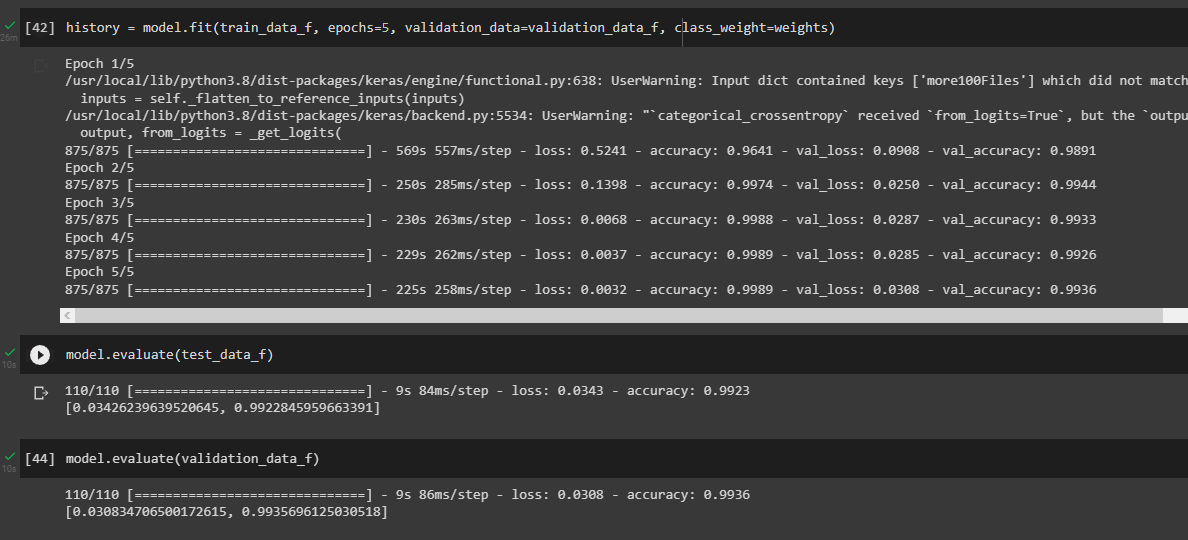 [42] history = model.fit(train_data_f, epochs=5, validation_data=validation_data_f, class_weight=weights)
26m
Epoch 1/5
/usr/local/lib/python3.8/dist-packages/keras/engine/functional.py:638: UserWarning: Input dict contained keys ['more100Files'] which did not match
  inputs = self._flatten_to_reference_inputs(inputs)
/usr/local/lib/python3.8/dist-packages/keras/backend.py:5534: UserWarning: "`categorical_crossentropy` received `from_logits=True`, but the `outpu
  output, from_logits = _get_logits(
875/875 [==============================] - 569s 557ms/step - loss: 0.5241 - accuracy: 0.9641 - val_loss: 0.0908 - val_accuracy: 0.9891
Epoch 2/5
875/875 [==============================] - 250s 285ms/step - loss: 0.1398 - accuracy: 0.9974 - val_loss: 0.0250 - val_accuracy: 0.9944
Epoch 3/5
875/875 [==============================] - 230s 263ms/step - loss: 0.0068 - accuracy: 0.9988 - val_loss: 0.0287 - val_accuracy: 0.9933
Epoch 4/5
875/875 [==============================] - 229s 262ms/step - loss: 0.0037 - accuracy: 0.9989 - val_loss: 0.0285 - val_accuracy: 0.9926
Epoch 5/5
875/875 [==============================] - 225s 258ms/step - loss: 0.0032 - accuracy: 0.9989 - val_loss: 0.0308 - val_accuracy: 0.9936
model.evaluate(test_data_f)
10s
110/110 [==============================] - 9s 84ms/step - loss: 0.0343 - accuracy: 0.9923
[0.03426239639520645, 0.9922845959663391]
[44] model.evaluate(validation_data_f)
10s
110/110 [==============================] - 9s 86ms/step - loss: 0.0308 - accuracy: 0.9936
[0.030834706500172615, 0.9935696125030518]